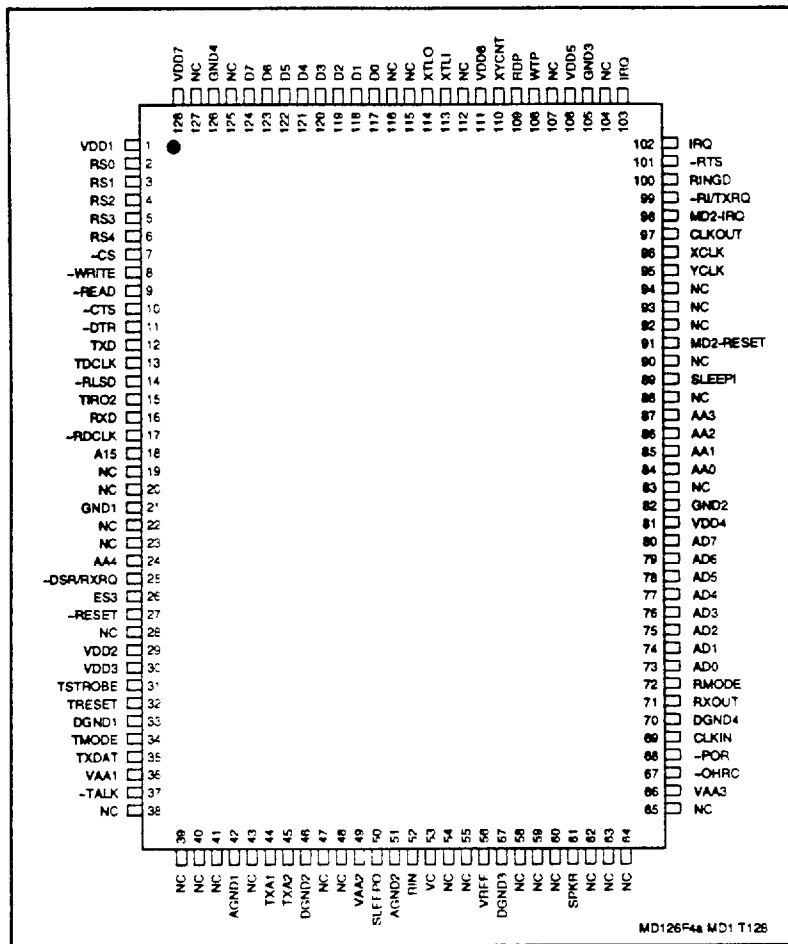 VDD7 NC GND4 NC D7 D6 D5 D4 D3 D2 D1 D0 NC NC XTLO XTLI NC VDD6 XYCNT RDP WTP NC VDD5 GND3 NC IRQ
128 127 126 125 124 123 122 121 120 119 118 117 116 115 114 113 112 111 110 109 108 107 106 105 104 103
VDD1 1
RS0 2
RS1 3
RS2 4
RS3 5
RS4 6
-CS 7
-WRITE 8
-READ 9
-CTS 10
-DTR 11
TXD 12
TDCLK 13
-RLSD 14
TIRO2 15
RXD 16
-RDCLK 17
A15 18
NC 19
NC 20
GND1 21
NC 22
NC 23
AA4 24
-DSR/RXRQ 25
ES3 26
-RESET 27
NC 28
VDD2 29
VDD3 30
TSTROBE 31
TRESET 32
DGND1 33
TMODE 34
TXDAT 35
VAA1 36
-TALK 37
NC 38
102 IRQ
101 -RTS
100 RINGD
99 -RI/TXRQ
98 MD2-IRQ
97 CLKOUT
96 XCLK
95 YCLK
94 NC
93 NC
92 NC
91 MD2-RESET
90 NC
89 SLEEPI
88 NC
87 AA3
86 AA2
85 AA1
84 AA0
83 NC
82 GND2
81 VDD4
80 AD7
79 AD6
78 AD5
77 AD4
76 AD3
75 AD2
74 AD1
73 AD0
72 RMODE
71 RXOUT
70 DGND4
69 CLKIN
68 -POR
67 -OHRC
66 VAA3
65 NC
39 40 41 42 43 44 45 46 47 48 49 50 51 52 53 54 55 56 57 58 59 60 61 62 63 64
NC NC NC AGND1 NC TXA1 TXA2 DGND2 NC NC VAA2 SLEEPO AGND2 RIN VC NC NC VREF DGND3 NC NC NC SPKR NC NC NC
MD126F4a MD1 T128